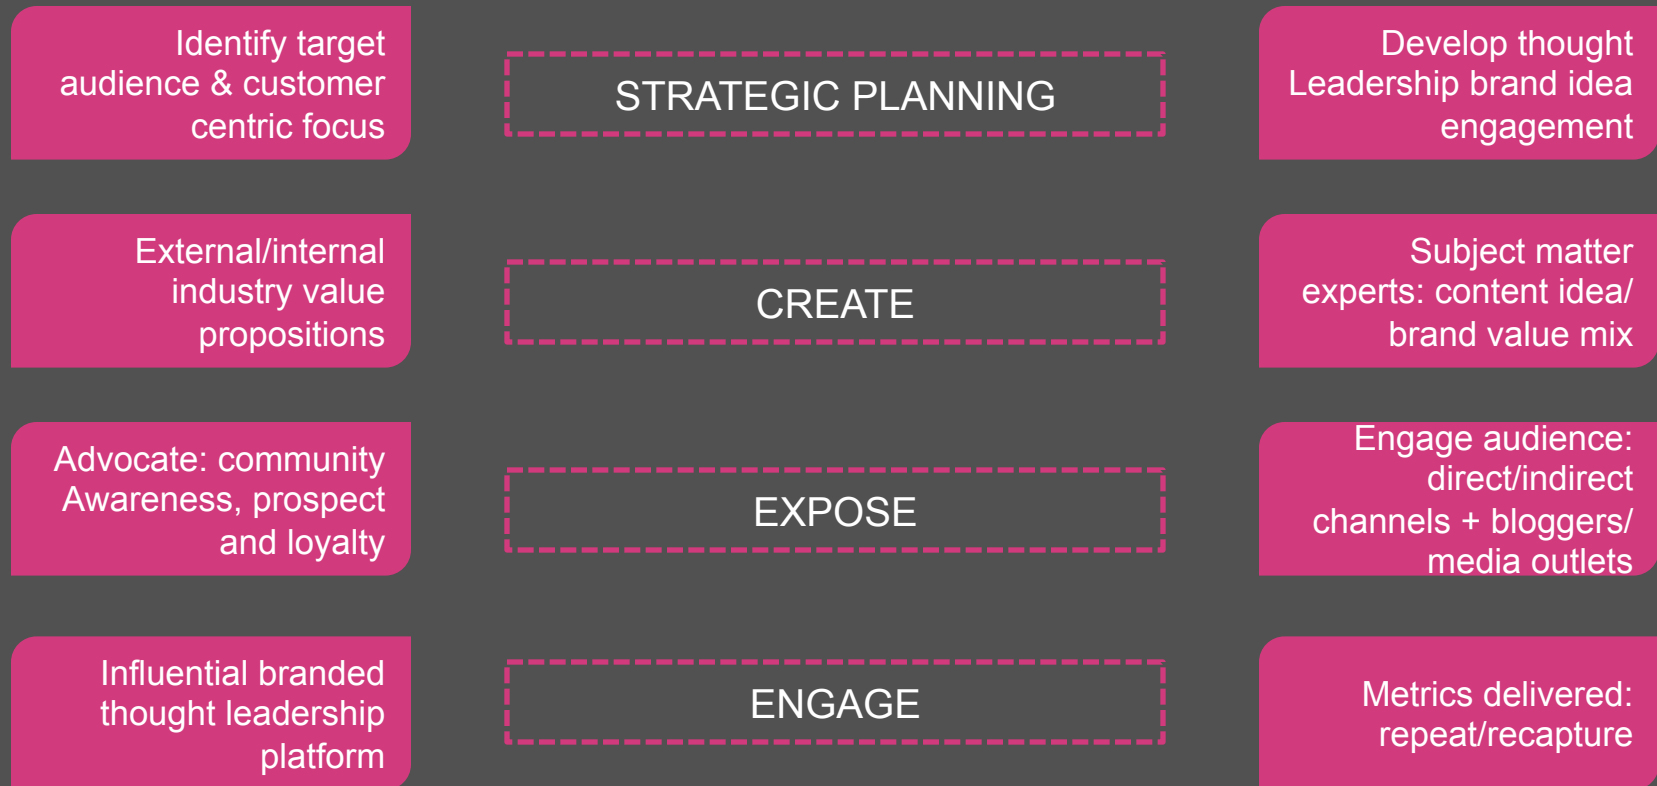 Identify target
audience & customer
centric focus
STRATEGIC PLANNING
Develop thought
Leadership brand idea
engagement
External/internal
industry value
propositions
CREATE
Subject matter
experts: content idea/
brand value mix
Advocate: community
Awareness, prospect
and loyalty
EXPOSE
Engage audience:
direct/indirect
channels + bloggers/
media outlets
Influential branded
thought leadership
platform
ENGAGE
Metrics delivered:
repeat/recapture